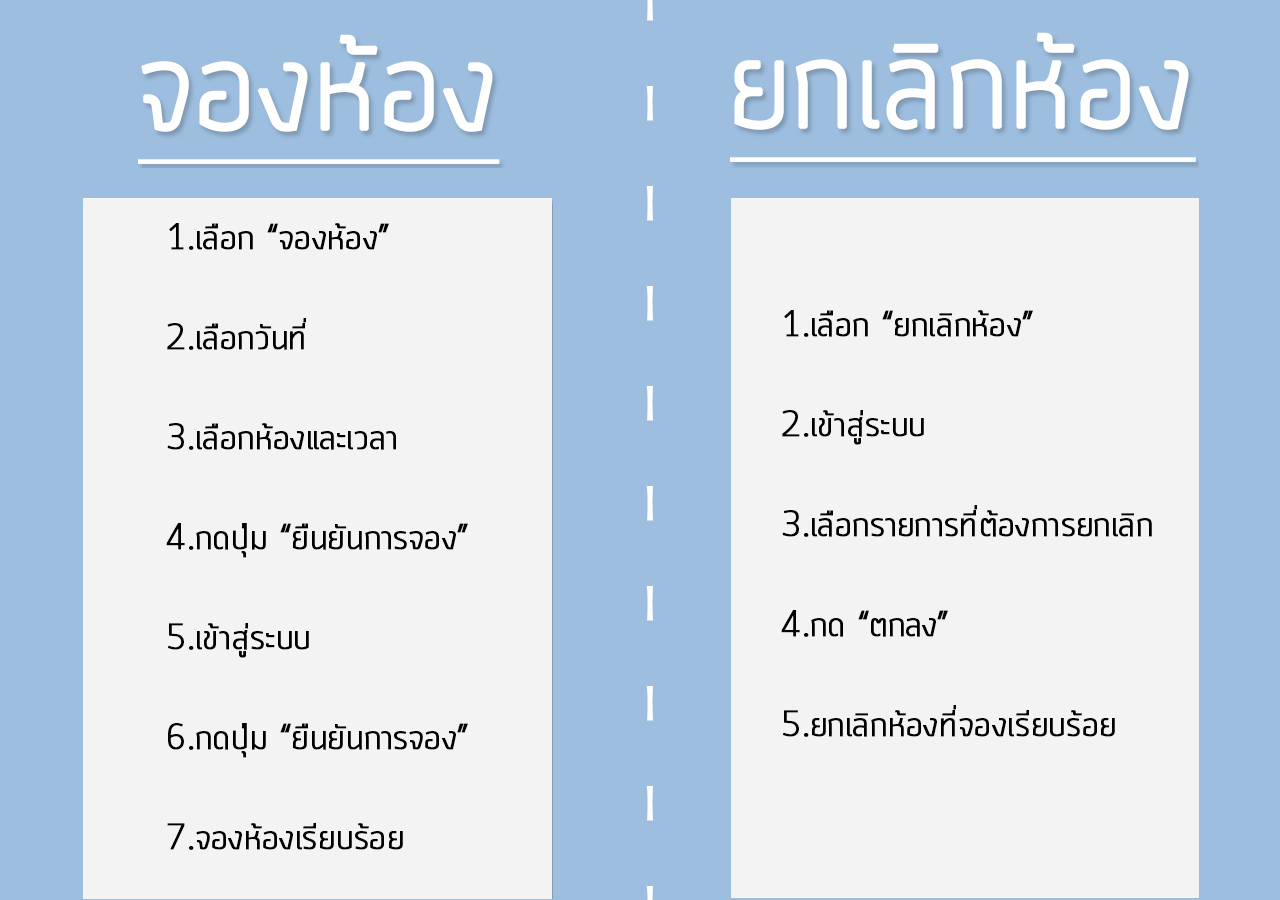 จองห้อง
1.เลือก “จองห้อง”
2.เลือกวันที่
3.เลือกห้องและเวลา
4.กดปุ่ม “ยืนยันการจอง”
5.เข้าสู่ระบบ
6.กดปุ่ม “ยืนยันการจอง”
7.จองห้องเรียบร้อย
ยกเลิกห้อง
1.เลือก “ยกเลิกห้อง”
2.เข้าสู่ระบบ
3.เลือกรายการที่ต้องการยกเลิก
4.กด “ตกลง”
5.ยกเลิกห้องที่จองเรียบร้อย